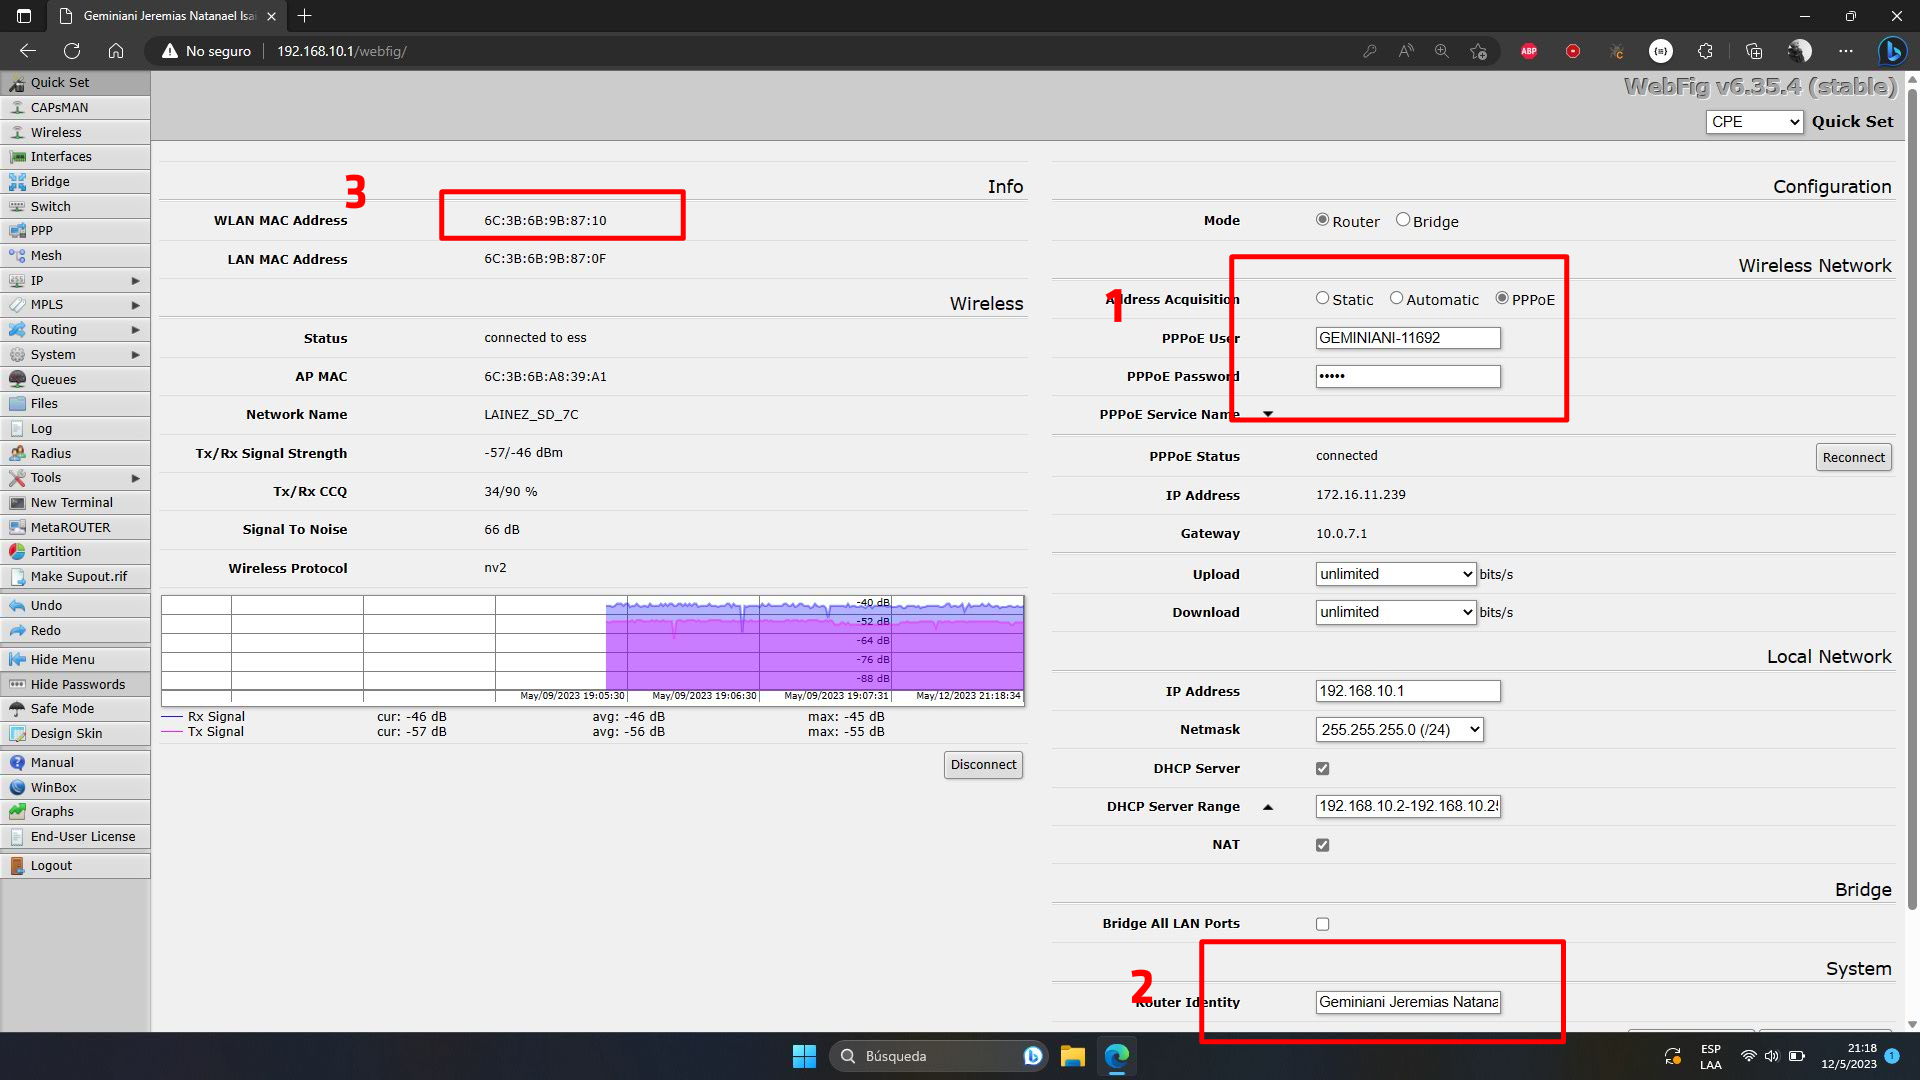 Geminiani Jeremias Natanael Isai
No seguro
192.168.10.1/webfig/
ABP
Quick Set
CAPsMAN
Wireless
Interfaces
Bridge
Switch
PPP
Mesh
IP
MPLS
Routing
System
Queues
Files
Log
Radius
Tools
New Terminal
MetaROUTER
Partition
Make Supout.rif
Undo
Redo
Hide Menu
Hide Passwords
Safe Mode
Design Skin
Manual
WinBox
Graphs
End-User License
Logout
WebFig v6.35.4 (stable)
CPE Quick Set
Info
3
WLAN MAC Address 6C:3B:6B:9B:87:10
LAN MAC Address 6C:3B:6B:9B:87:0F
Wireless
Status connected to ess
AP MAC 6C:3B:6B:A8:39:A1
Network Name LAINEZ_SD_7C
Tx/Rx Signal Strength -57/-46 dBm
Tx/Rx CCQ 34/90 %
Signal To Noise 66 dB
Wireless Protocol nv2
-40 dB
-52 dB
-64 dB
-76 dB
-88 dB
May/09/2023 19:05:30 May/09/2023 19:06:30 May/09/2023 19:07:31 May/12/2023 21:18:34
Rx Signal cur: -46 dB avg: -46 dB max: -45 dB
Tx Signal cur: -57 dB avg: -56 dB max: -55 dB
Disconnect
Configuration
Mode Router Bridge
Wireless Network
1
Address Acquisition Static Automatic PPPoE
PPPoE User GEMINIANI-11692
PPPoE Password •••••
PPPoE Service Name
PPPoE Status connected Reconnect
IP Address 172.16.11.239
Gateway 10.0.7.1
Upload unlimited bits/s
Download unlimited bits/s
Local Network
IP Address 192.168.10.1
Netmask 255.255.255.0 (/24)
DHCP Server
DHCP Server Range 192.168.10.2-192.168.10.25
NAT
Bridge
Bridge All LAN Ports
System
2
Router Identity Geminiani Jeremias Natana
Búsqueda
ESP
LAA
21:18
12/5/2023
1